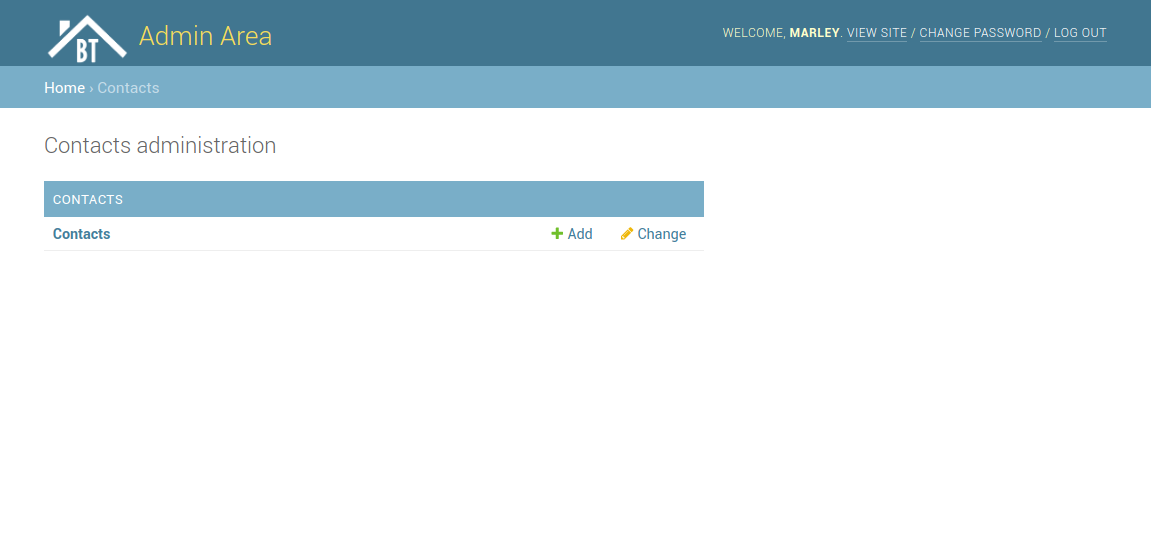 BT Admin Area
WELCOME, MARLEY. VIEW SITE / CHANGE PASSWORD / LOG OUT
Home › Contacts
Contacts administration
CONTACTS
Contacts Add Change